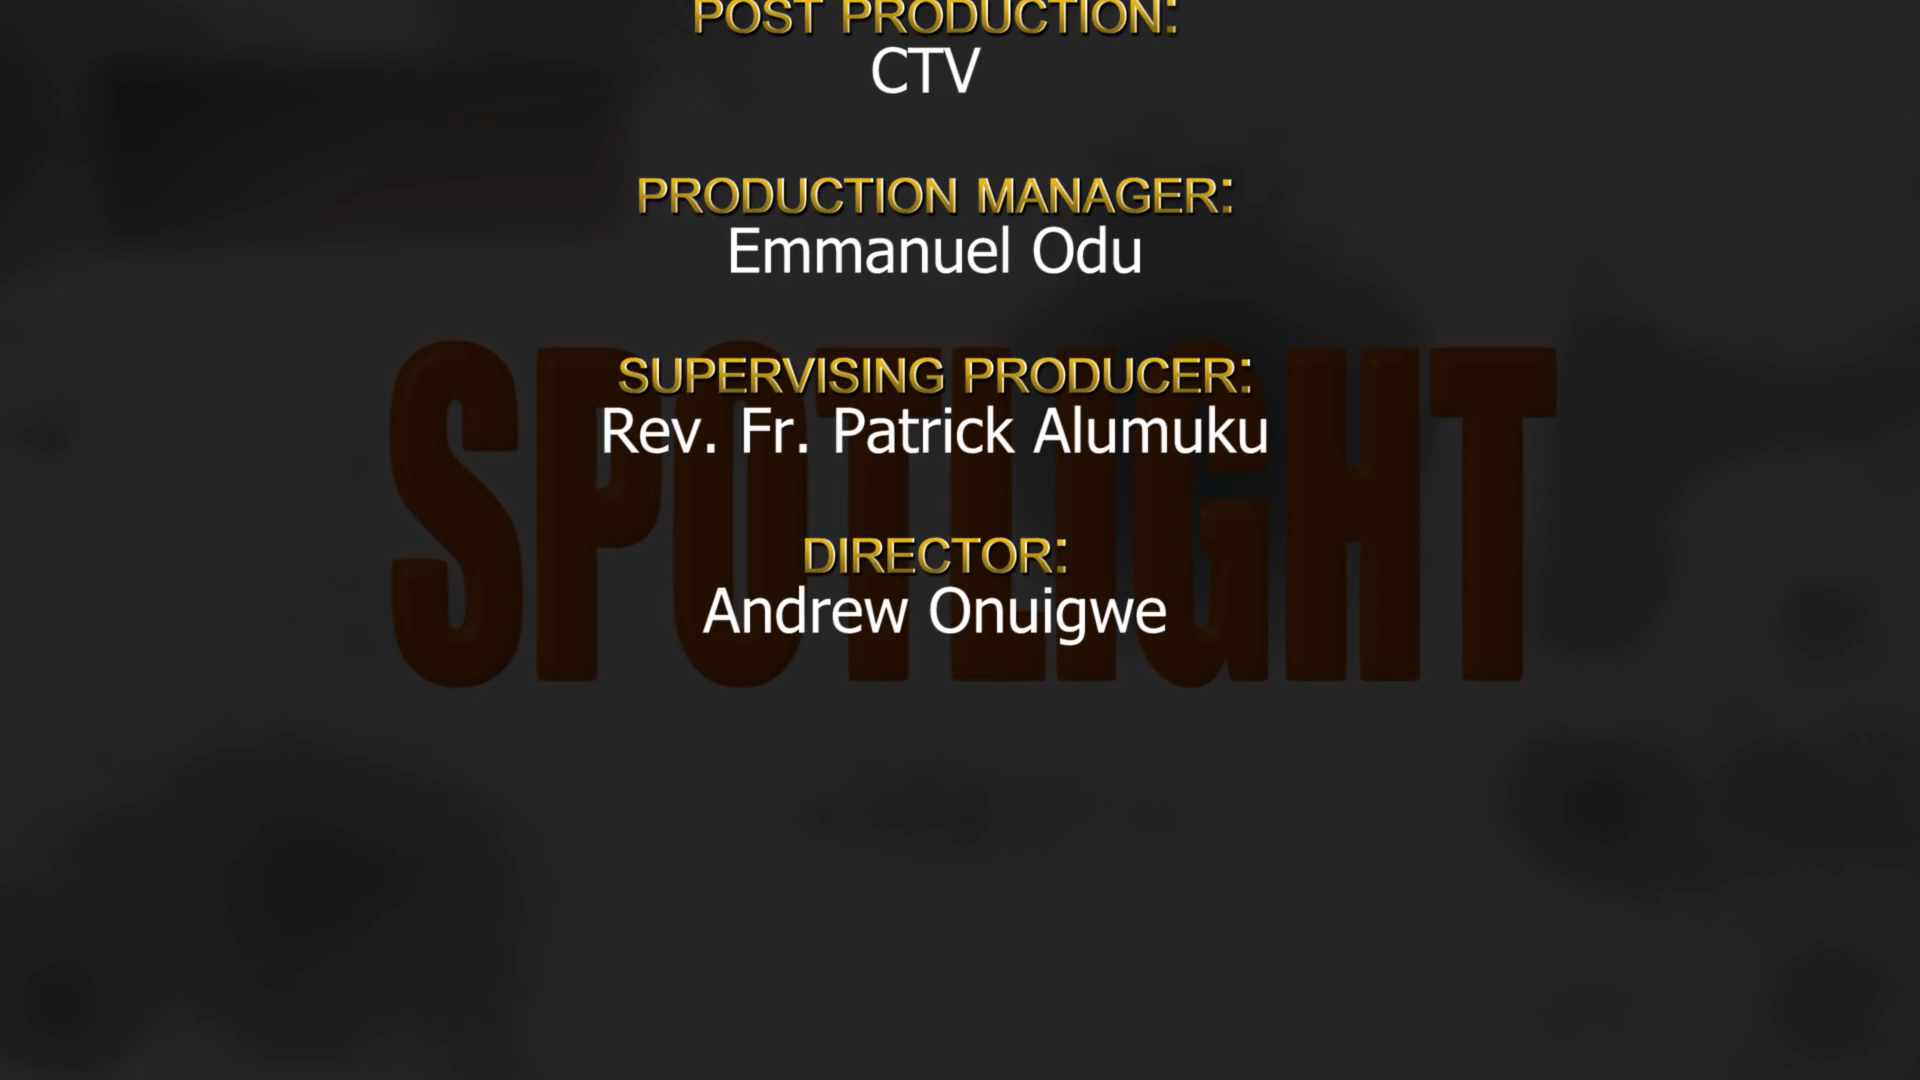 POST PRODUCTION:
CTV
PRODUCTION MANAGER:
Emmanuel Odu
SUPERVISING PRODUCER:
Rev. Fr. Patrick Alumuku
DIRECTOR:
Andrew Onuigwe
SPOTLIGHT